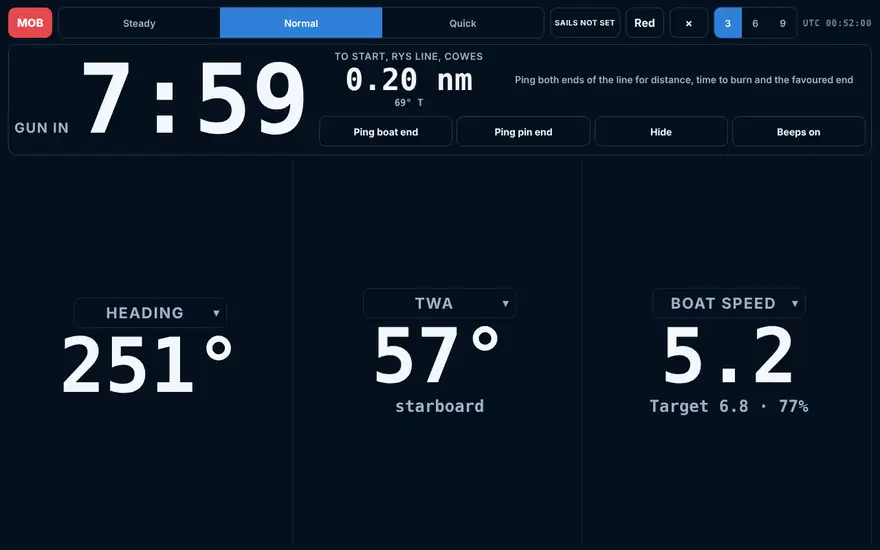 MOB
Steady
Normal
Quick
SAILS NOT SET
Red
×
3
6
9
UTC 00:52:00
GUN IN
7:59
TO START, RYS LINE, COWES
0.20 nm
69° T
Ping both ends of the line for distance, time to burn and the favoured end
Ping boat end
Ping pin end
Hide
Beeps on
HEADING ▼
251°
TWA ▼
57°
starboard
BOAT SPEED ▼
5.2
Target 6.8 · 77%